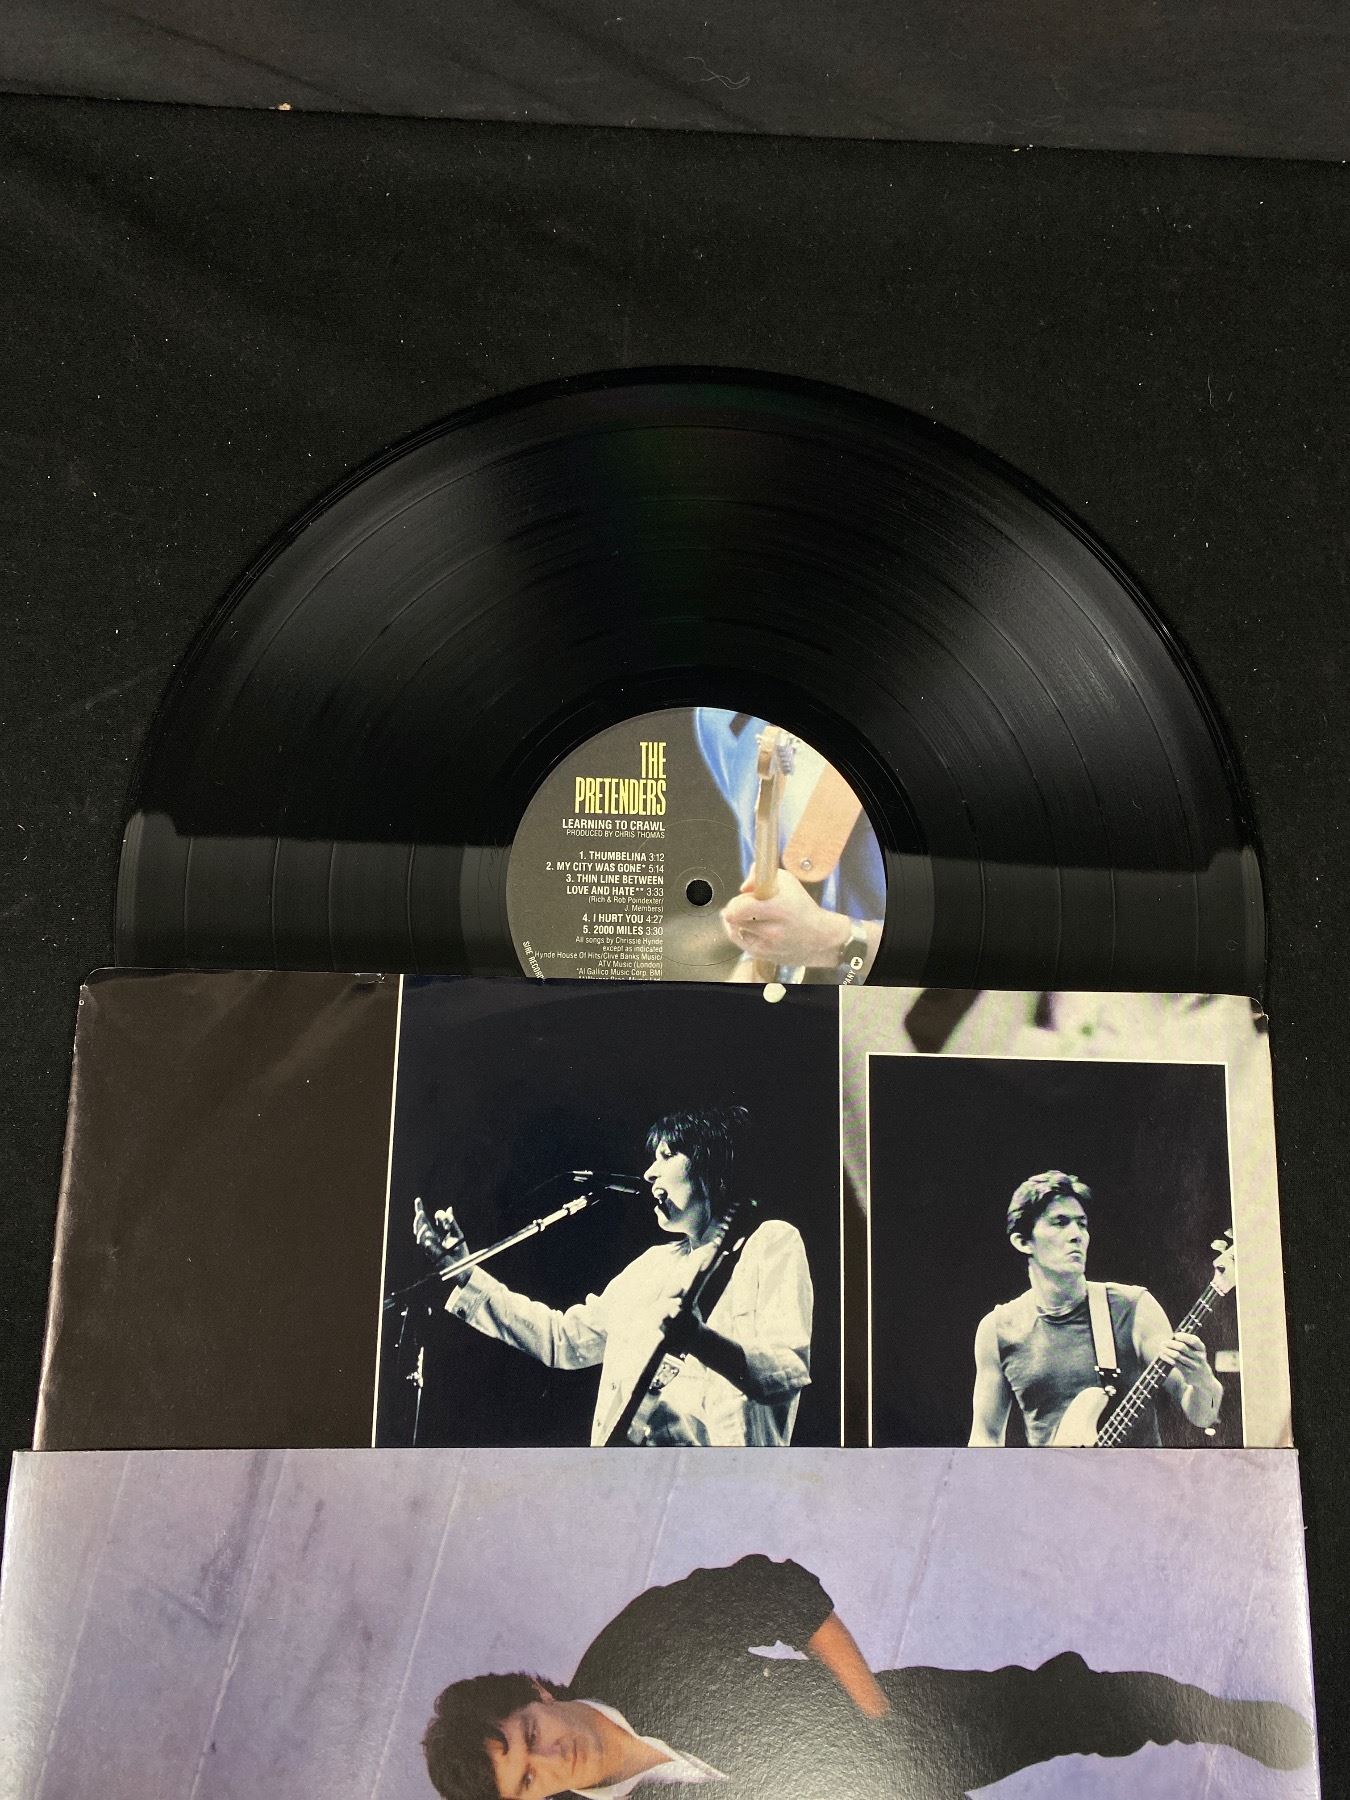 THE
PRETENDERS
LEARNING TO CRAWL
PRODUCED BY CHRIS THOMAS
1. THUMBELINA 3:12
2. MY CITY WAS GONE* 5:14
3. THIN LINE BETWEEN
LOVE AND HATE** 3:33
(Rich & Rob Poindexter/
J. Members)
4. I HURT YOU 4:27
5. 2000 MILES 3:30
All songs by Chrissie Hynde
except as indicated
Hynde House Of Hits/Clive Banks Music/
ATV Music (London)
*Al Gallico Music Corp. BMI
SIRE RECORD